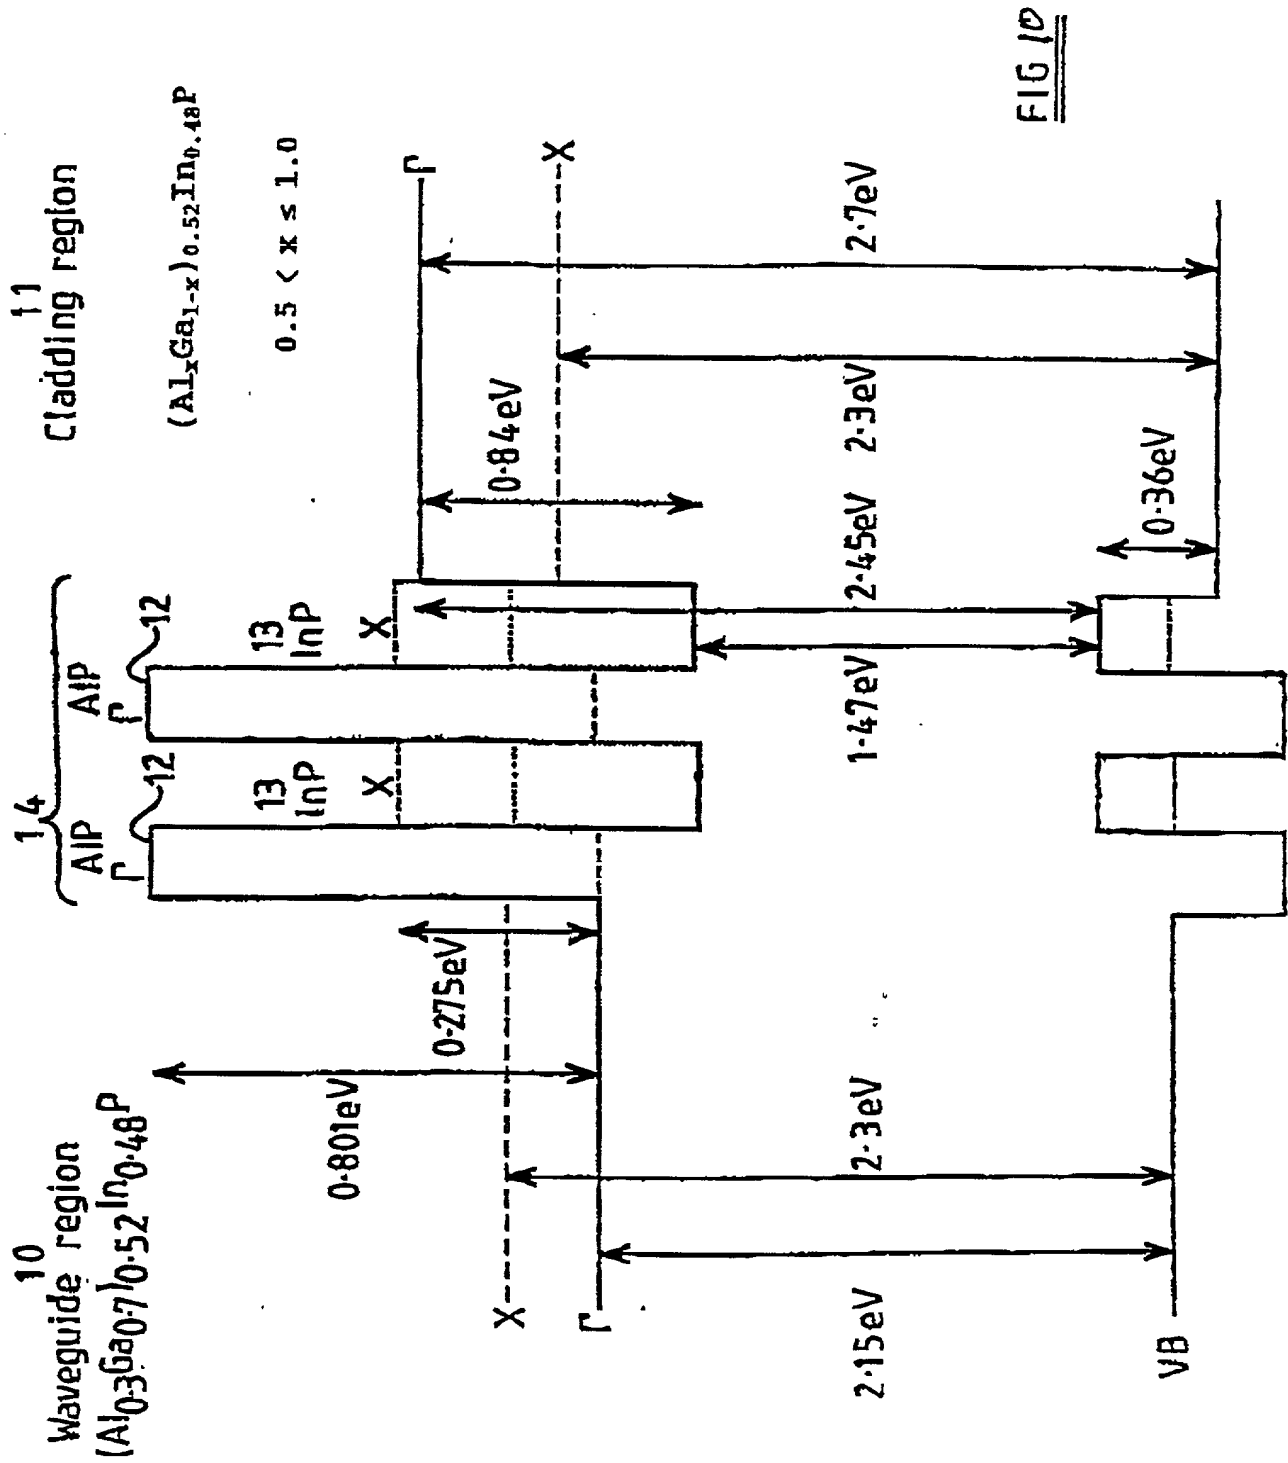 10
Waveguide region
(Al0·3Ga0·7)0·52In0·48P
14
AlP
Γ
12
13
InP
X
AlP
Γ
12
13
InP
X
11
Cladding region
(AlxGa1-x)0.52In0.48P
0.5 < x ≤ 1.0
X
Γ
0·801eV
0·275eV
0·84eV
Γ
X
2·15eV
2·3eV
1·47eV
2·45eV
2·3eV
2·7eV
0·36eV
VB
FIG 10